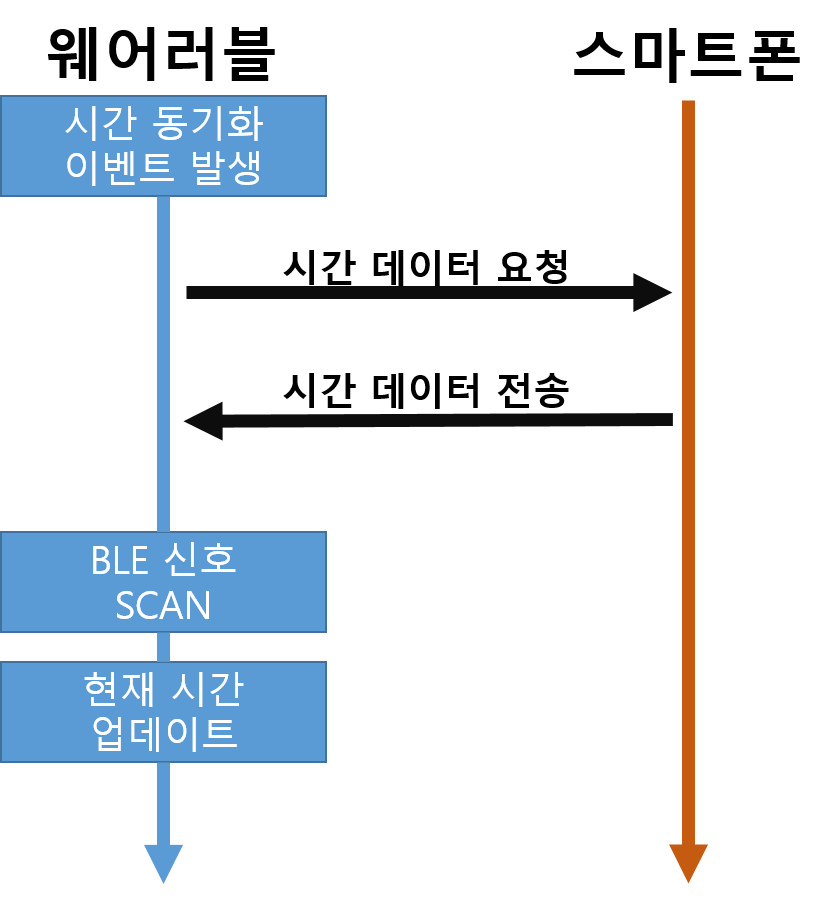 웨어러블
스마트폰
시간 동기화
이벤트 발생
시간 데이터 요청
시간 데이터 전송
BLE 신호
SCAN
현재 시간
업데이트